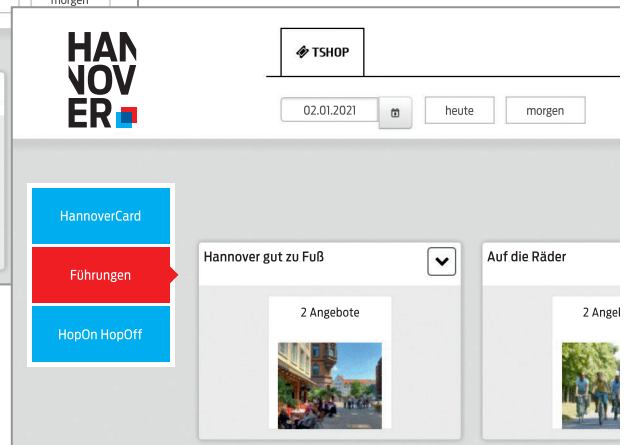 morgen
HAN
NOV
ER
TSHOP
02.01.2021
heute
morgen
HannoverCard
Führungen
HopOn HopOff
Hannover gut zu Fuß
2 Angebote
Auf die Räder
2 Angeb